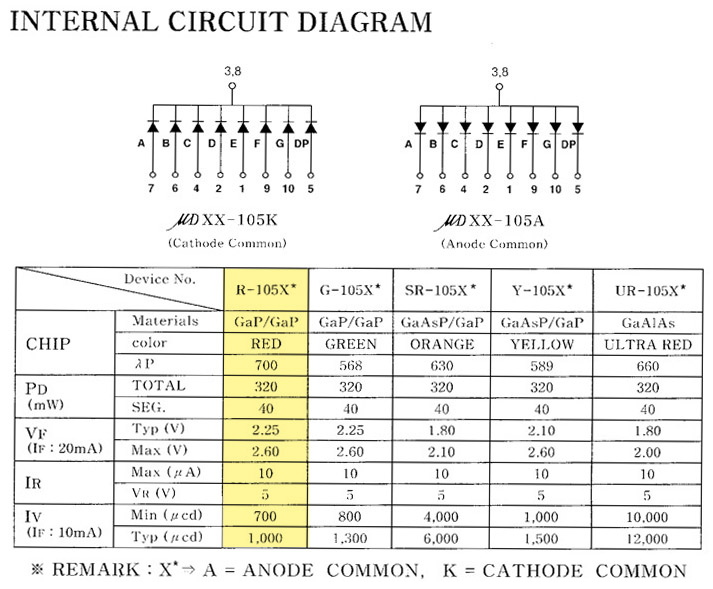 INTERNAL CIRCUIT DIAGRAM
3,8 3,8
A B C D E F G DP A B C D E F G DP
7 6 4 2 1 9 10 5 7 6 4 2 1 9 10 5
μD XX-105K μD XX-105A
(Cathode Common) (Anode Common)
Device No. R-105X* G-105X* SR-105X* Y-105X* UR-105X*
CHIP Materials GaP/GaP GaP/GaP GaAsP/GaP GaAsP/GaP GaAlAs
color RED GREEN ORANGE YELLOW ULTRA RED
λP 700 568 630 589 660
PD (mW) TOTAL 320 320 320 320 320
SEG. 40 40 40 40 40
VF (IF : 20mA) Typ (V) 2.25 2.25 1.80 2.10 1.80
Max (V) 2.60 2.60 2.10 2.60 2.00
IR Max (μA) 10 10 10 10 10
VR (V) 5 5 5 5 5
IV (IF : 10mA) Min (μcd) 700 800 4,000 1,000 10,000
Typ (μcd) 1,000 1,300 6,000 1,500 12,000
※ REMARK : X*⇒ A = ANODE COMMON, K = CATHODE COMMON